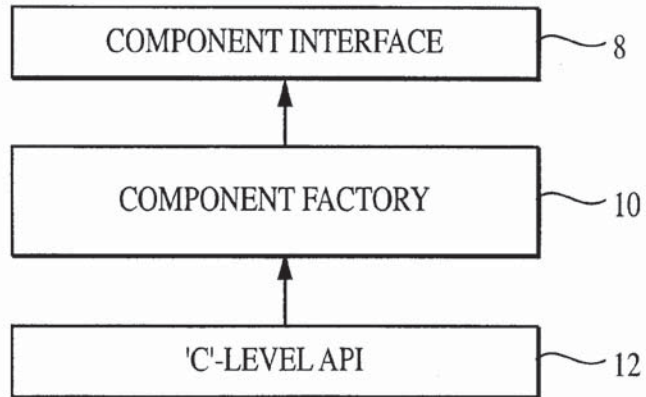 COMPONENT INTERFACE
8
COMPONENT FACTORY
10
'C'-LEVEL API
12